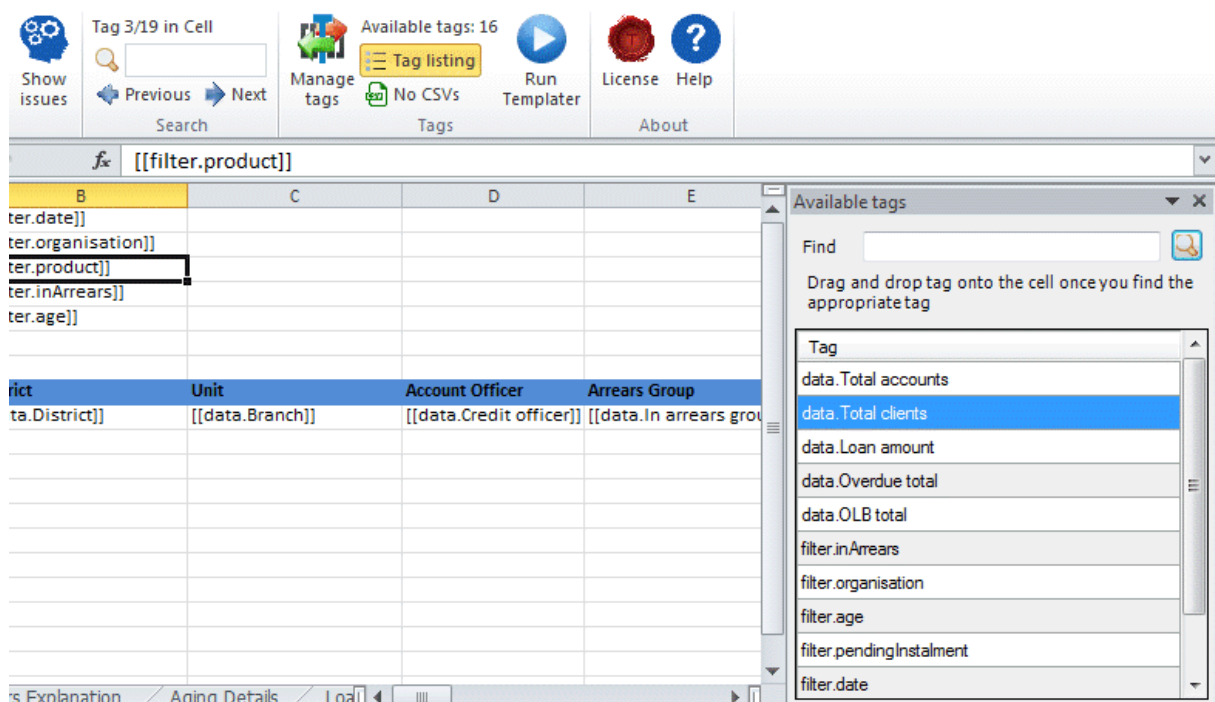 Tag 3/19 in Cell
Available tags: 16
Tag listing
Show issues
Manage tags
Run Templater
License Help
Previous Next
No CSVs
Search Tags About
fx [[filter.product]]
B C D E
ter.date]]
ter.organisation]]
ter.product]]
ter.inArrears]]
ter.age]]
rict Unit Account Officer Arrears Group
ta.District]] [[data.Branch]] [[data.Credit officer]] [[data.In arrears grou
rs Explanation Aging Details Loa
Available tags
Find
Drag and drop tag onto the cell once you find the
appropriate tag
Tag
data.Total accounts
data.Total clients
data.Loan amount
data.Overdue total
data.OLB total
filter.inArrears
filter.organisation
filter.age
filter.pendingInstalment
filter.date